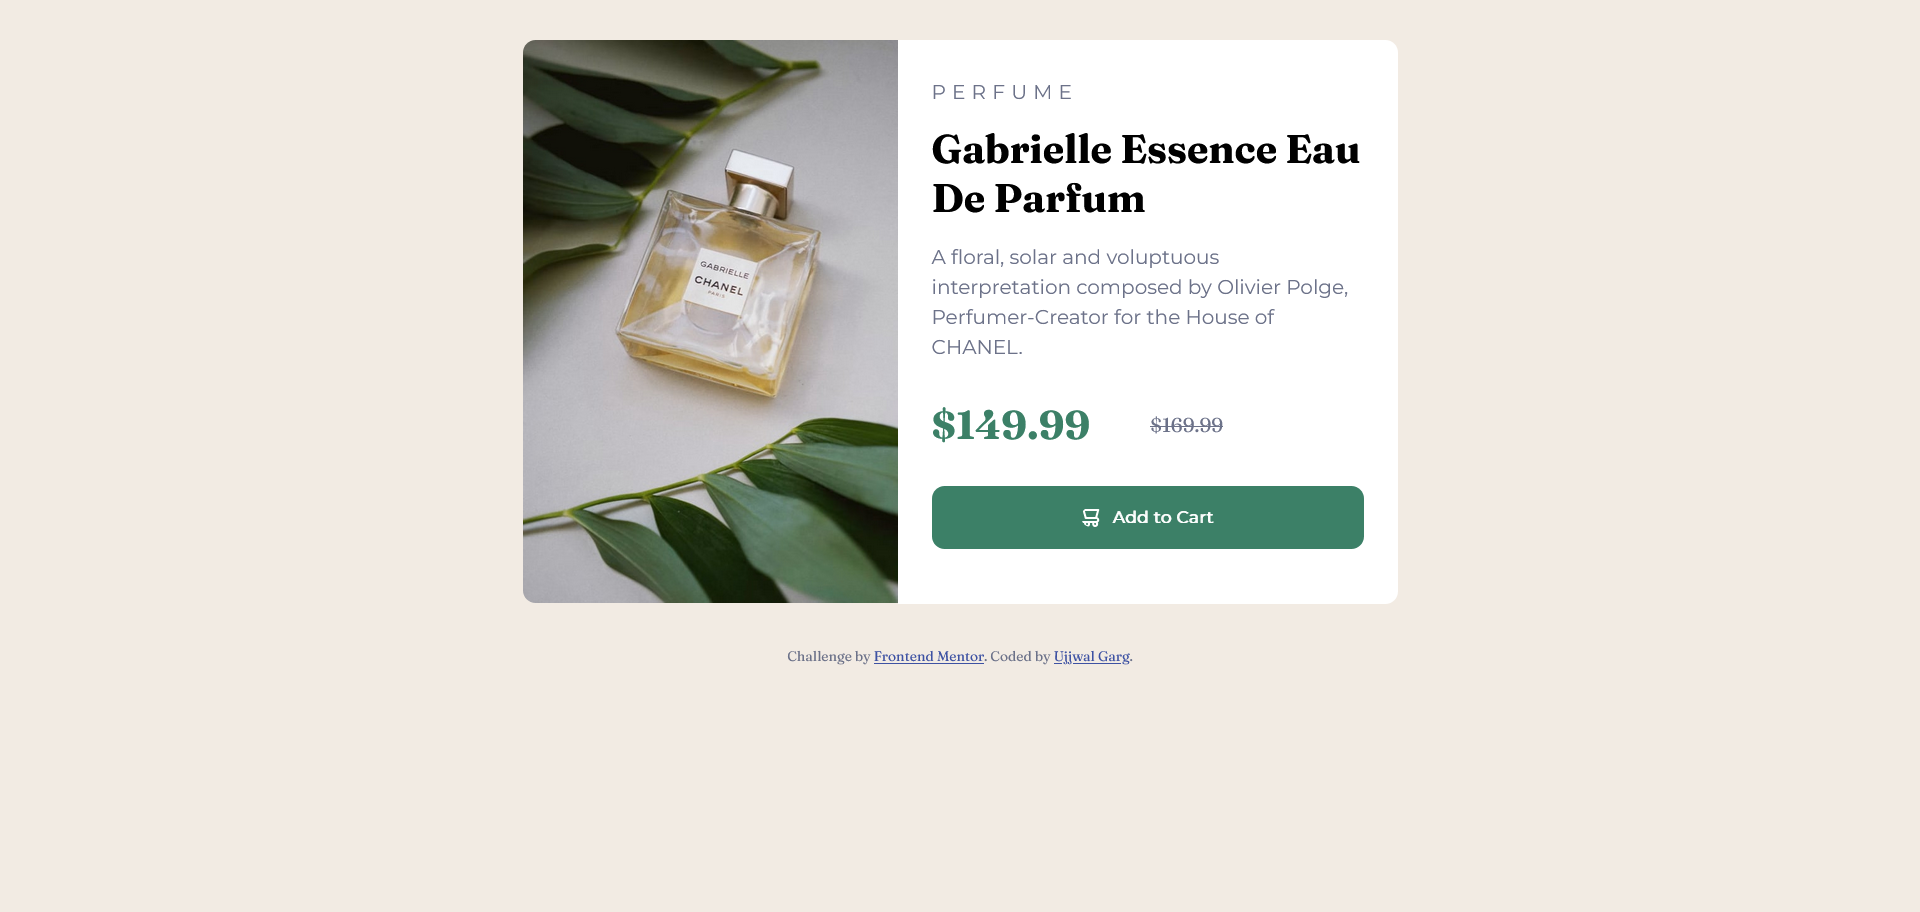 GABRIELLE
CHANEL
PARIS
PERFUME
Gabrielle Essence Eau
De Parfum
A floral, solar and voluptuous
interpretation composed by Olivier Polge,
Perfumer-Creator for the House of
CHANEL.
$149.99 $169.99
Add to Cart
Challenge by Frontend Mentor. Coded by Ujjwal Garg.